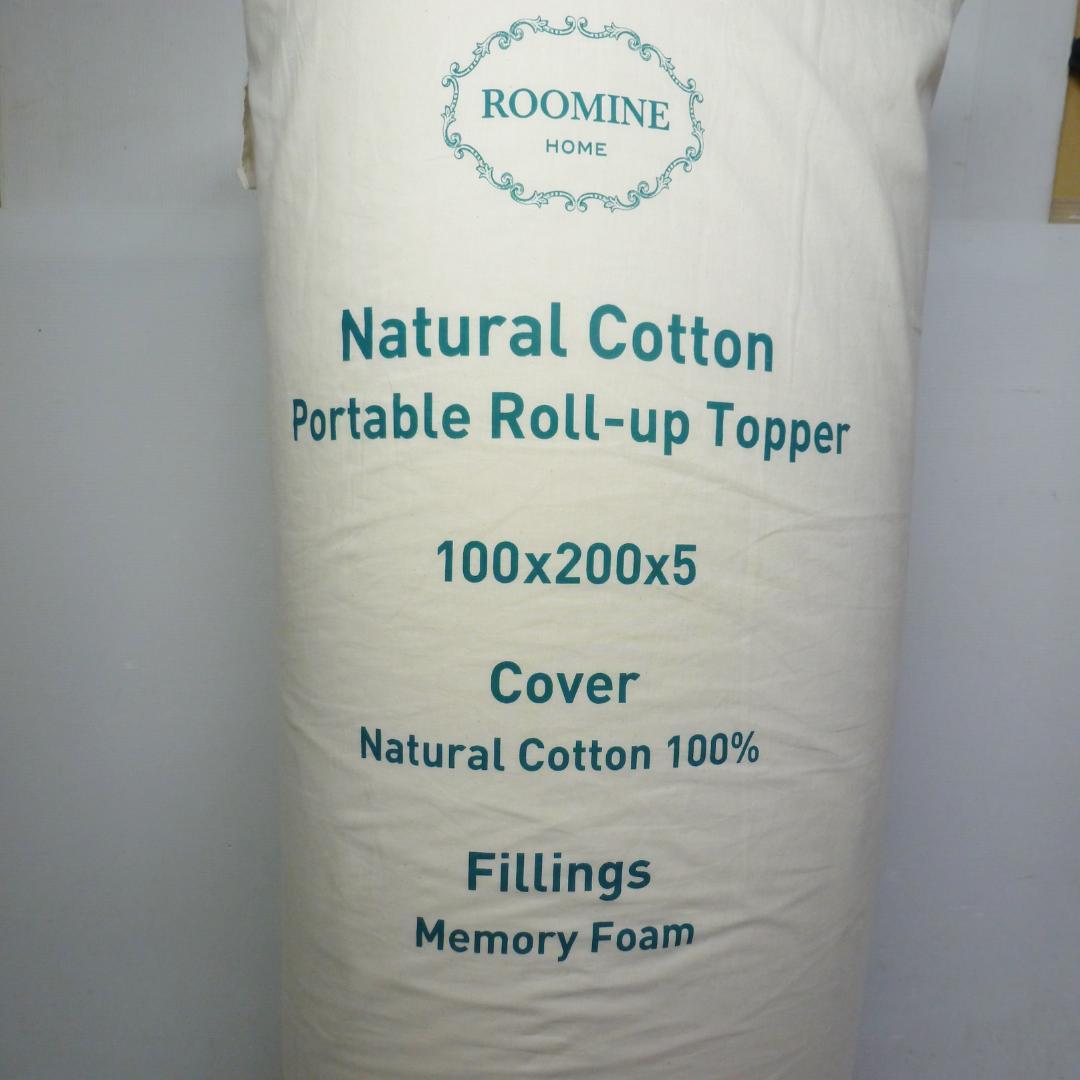 ROOMINE
HOME
Natural Cotton
Portable Roll-up Topper
100x200x5
Cover
Natural Cotton 100%
Fillings
Memory Foam